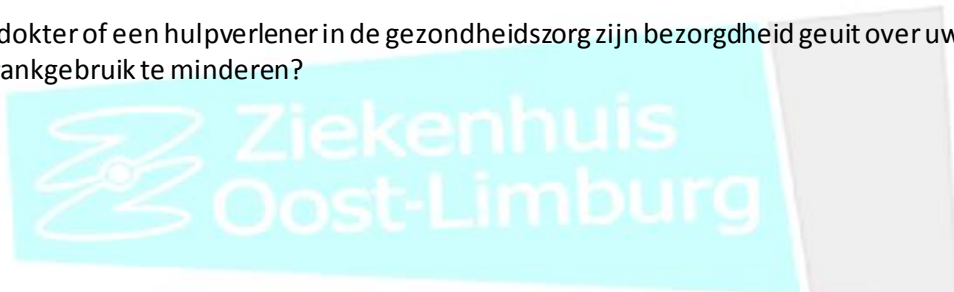 dokter of een hulpverlener in de gezondheidszorg zijn bezorgdheid geuit over uw
ankgebruik te minderen?
Ziekenhuis
Oost-Limburg